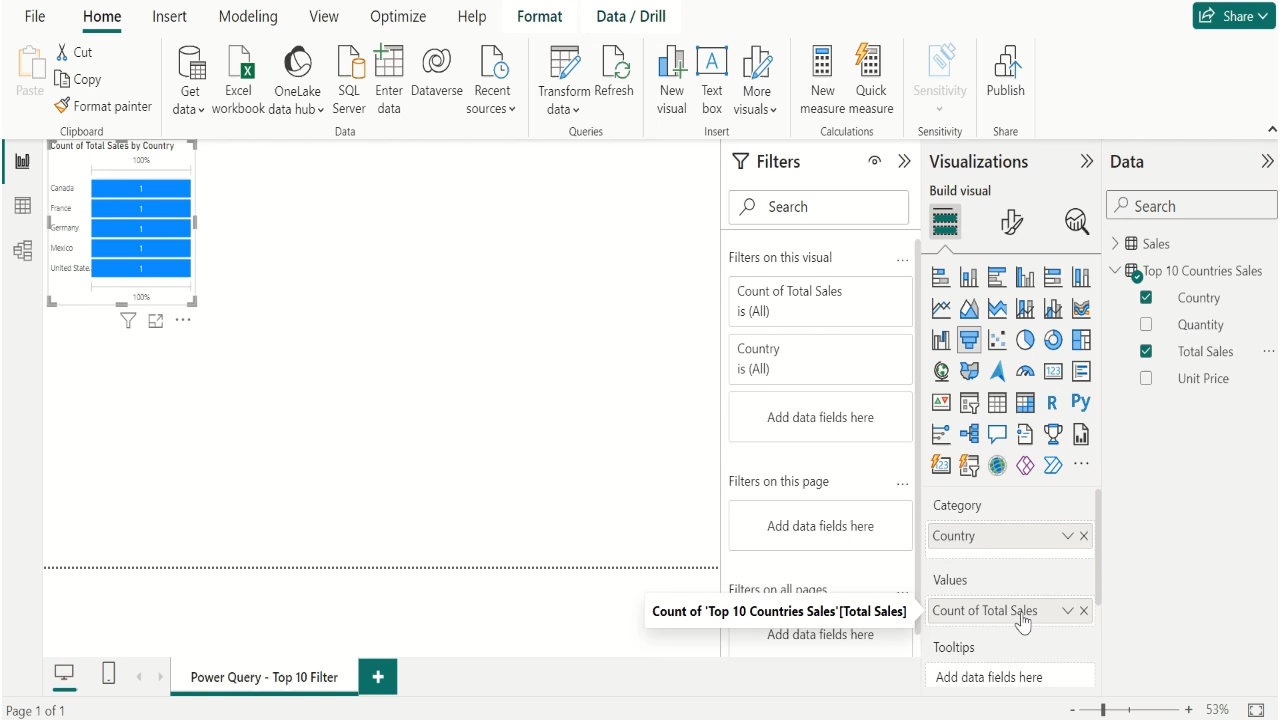 File Home Insert Modeling View Optimize Help Format Data / Drill Share
Paste
Cut
Copy
Format painter
Clipboard
Get data
Excel workbook
OneLake data hub
SQL Server
Enter data
Dataverse
Recent sources
Data
Transform data
Refresh
Queries
New visual
Text box
More visuals
Insert
New measure
Quick measure
Calculations
Sensitivity
Sensitivity
Publish
Share
Count of Total Sales by Country
100%
Canada 1
France 1
Germany 1
Mexico 1
United State. 1
100%
Filters
Search
Filters on this visual ...
Count of Total Sales
is (All)
Country
is (All)
Add data fields here
Filters on this page ...
Add data fields here
Filters on all pages ...
Add data fields here
Visualizations
Build visual
123
R Py
123
...
Category
Country
Values
Count of Total Sales
Count of 'Top 10 Countries Sales'[Total Sales]
Tooltips
Add data fields here
Data
Search
Sales
Top 10 Countries Sales
Country
Quantity
Total Sales ...
Unit Price
Power Query - Top 10 Filter +
Page 1 of 1
- + 53%